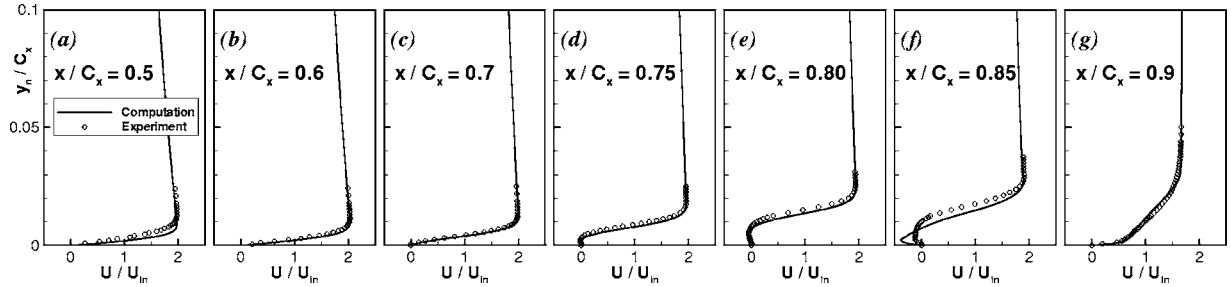 0.1
(a) (b) (c) (d) (e) (f) (g)
x / Cx = 0.5 x / Cx = 0.6 x / Cx = 0.7 x / Cx = 0.75 x / Cx = 0.80 x / Cx = 0.85 x / Cx = 0.9
yn / Cx
Computation
Experiment
0.05
0
0 1 2 0 1 2 0 1 2 0 1 2 0 1 2 0 1 2 0 1 2
U / Uin U / Uin U / Uin U / Uin U / Uin U / Uin U / Uin